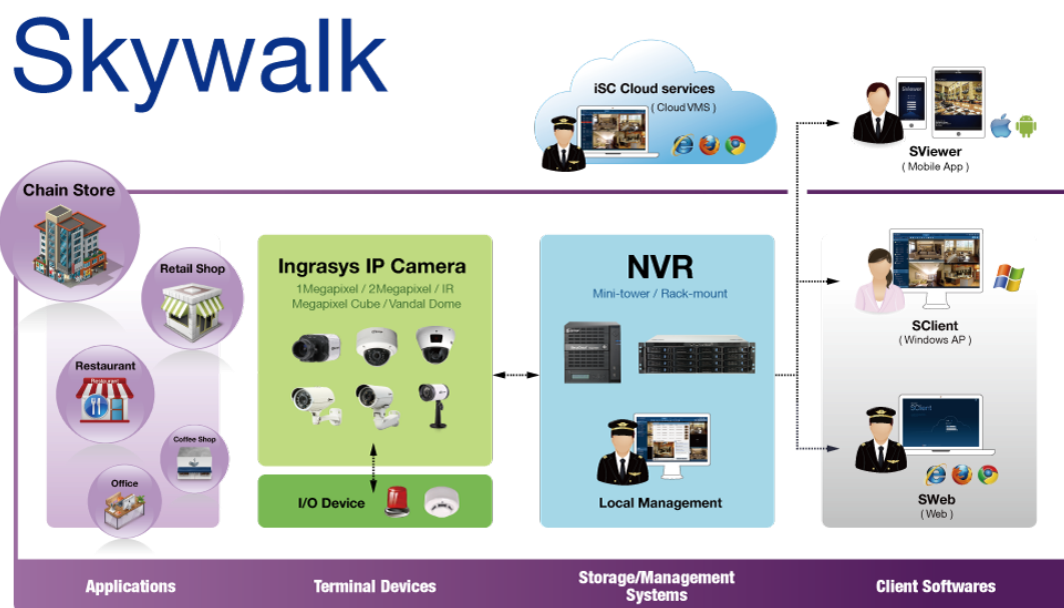 Skywalk
iSC Cloud services
( Cloud VMS )
SViewer
( Mobile App )
Chain Store
Retail Shop
Restaurant
Restaurant
Coffee Shop
Office
Ingrasys IP Camera
1Megapixel / 2Megapixel / IR
Megapixel Cube / Vandal Dome
I/O Device
NVR
Mini-tower / Rack-mount
Local Management
SClient
( Windows AP )
SClient
SWeb
( Web )
Applications
Terminal Devices
Storage/Management
Systems
Client Softwares